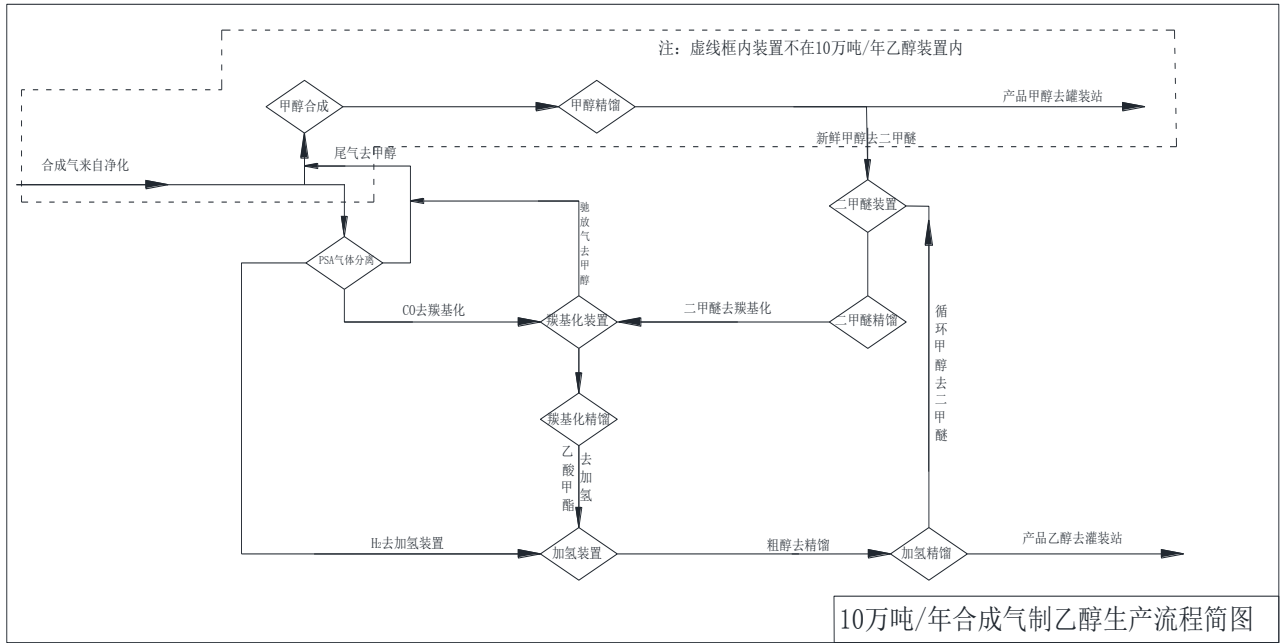 注：虚线框内装置不在10万吨/年乙醇装置内
甲醇合成
甲醇精馏
产品甲醇去罐装站
新鲜甲醇去二甲醚
尾气去甲醇
合成气来自净化
二甲醚装置
驰放气去甲醇
PSA气体分离
CO去羰基化
羰基化装置
二甲醚去羰基化
二甲醚精馏
循环甲醇去二甲醚
羰基化精馏
乙酸甲酯
去加氢
H₂去加氢装置
加氢装置
粗醇去精馏
加氢精馏
产品乙醇去灌装站
10万吨/年合成气制乙醇生产流程简图